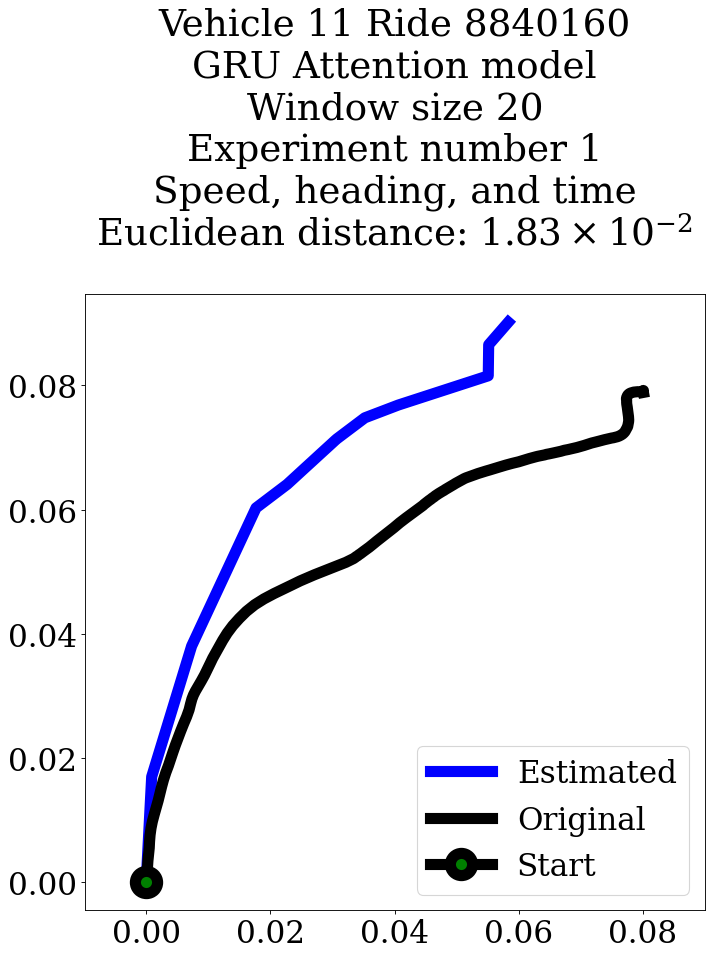 Vehicle 11 Ride 8840160
GRU Attention model
Window size 20
Experiment number 1
Speed, heading, and time
Euclidean distance: 1.83 × 10⁻²
0.08
0.06
0.04
0.02
0.00
Estimated
Original
Start
0.00 0.02 0.04 0.06 0.08